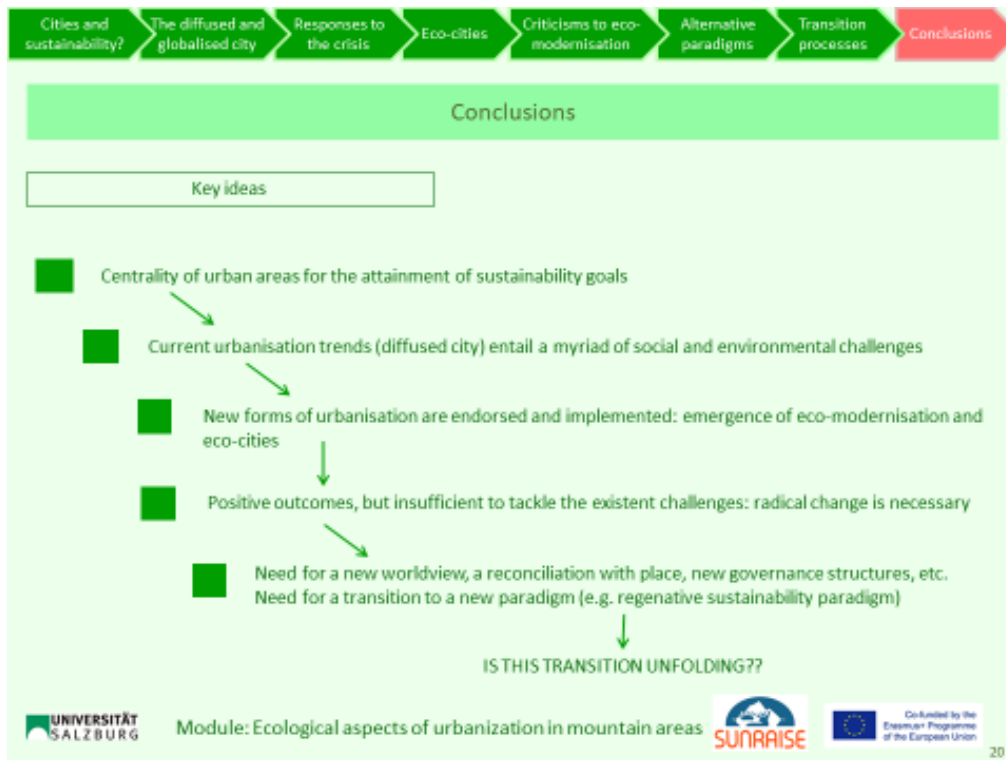 Cities and
sustainability?
The diffused and
globalised city
Responses to
the crisis
Eco-cities
Criticisms to eco-
modernisation
Alternative
paradigms
Transition
processes
Conclusions
Conclusions
Key ideas
Centrality of urban areas for the attainment of sustainability goals
Current urbanisation trends (diffused city) entail a myriad of social and environmental challenges
New forms of urbanisation are endorsed and implemented: emergence of eco-modernisation and
eco-cities
Positive outcomes, but insufficient to tackle the existent challenges: radical change is necessary
Need for a new worldview, a reconciliation with place, new governance structures, etc.
Need for a transition to a new paradigm (e.g. regenative sustainability paradigm)
IS THIS TRANSITION UNFOLDING??
UNIVERSITÄT
SALZBURG
Module: Ecological aspects of urbanization in mountain areas
SUNRAISE
Co-funded by the
Erasmus+ Programme
of the European Union
20